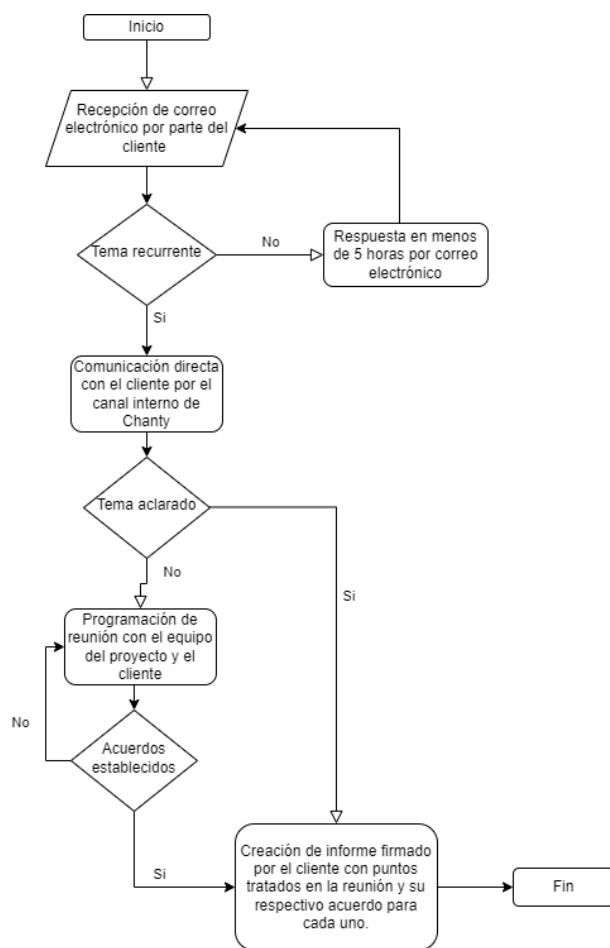 Inicio
Recepción de correo
electrónico por parte del
cliente
Tema recurrente
No
Respuesta en menos
de 5 horas por correo
electrónico
Si
Comunicación directa
con el cliente por el
canal interno de
Chanty
Tema aclarado
No
Si
Programación de
reunión con el equipo
del proyecto y el
cliente
No
Acuerdos
establecidos
Si
Creación de informe firmado
por el cliente con puntos
tratados en la reunión y su
respectivo acuerdo para
cada uno.
Fin